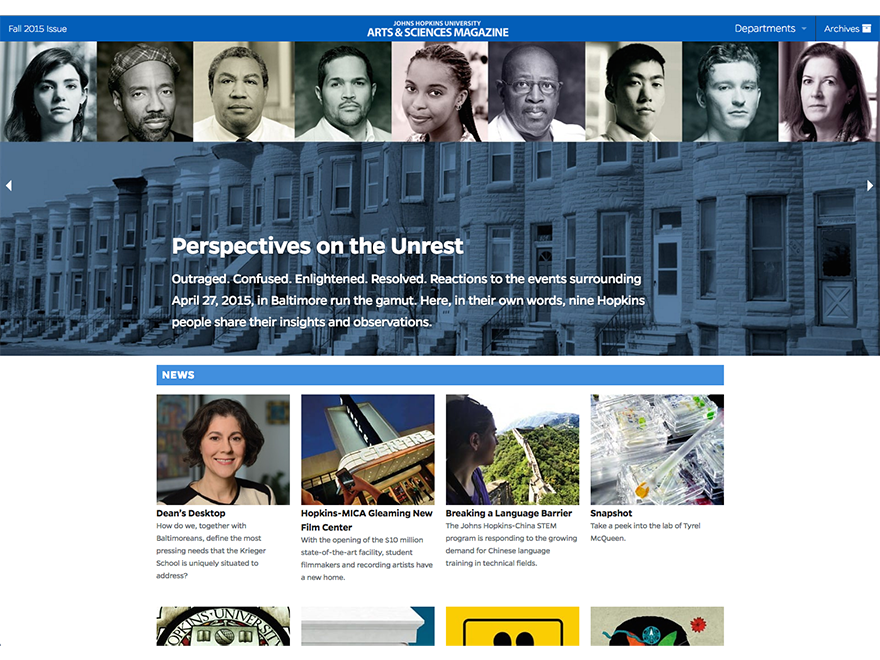 Fall 2015 Issue
JOHNS HOPKINS UNIVERSITY
ARTS & SCIENCES MAGAZINE
Departments
Archives
Perspectives on the Unrest
Outraged. Confused. Enlightened. Resolved. Reactions to the events surrounding
April 27, 2015, in Baltimore run the gamut. Here, in their own words, nine Hopkins
people share their insights and observations.
NEWS
Dean's Desktop
How do we, together with
Baltimoreans, define the most
pressing needs that the Krieger
School is uniquely situated to
address?
Hopkins-MICA Gleaming New
Film Center
With the opening of the $10 million
state-of-the-art facility, student
filmmakers and recording artists have
a new home.
Breaking a Language Barrier
The Johns Hopkins-China STEM
program is responding to the growing
demand for Chinese language
training in technical fields.
Snapshot
Take a peek into the lab of Tyrel
McQueen.
OPKINS·UNIVERSITY